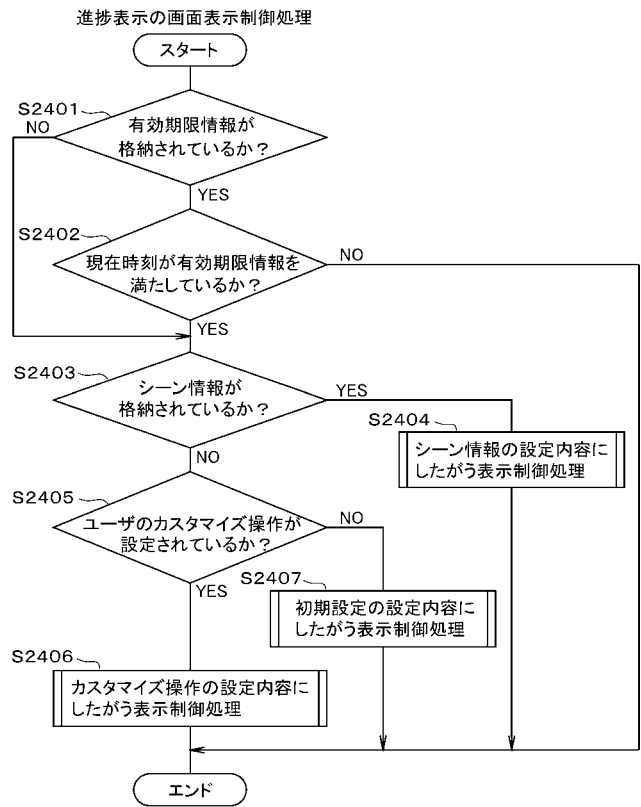 進捗表示の画面表示制御処理
スタート
S2401
有効期限情報が
格納されているか？
NO
YES
S2402
現在時刻が有効期限情報を
満たしているか？
NO
YES
S2403
シーン情報が
格納されているか？
YES
S2404
シーン情報の設定内容に
したがう表示制御処理
NO
S2405
ユーザのカスタマイズ操作が
設定されているか？
NO
S2407
初期設定の設定内容に
したがう表示制御処理
YES
S2406
カスタマイズ操作の設定内容に
したがう表示制御処理
エンド